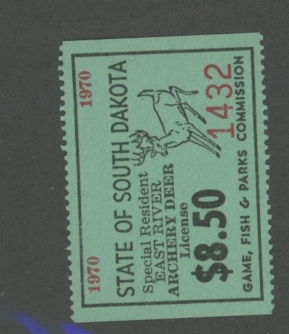 1970 1970
STATE OF SOUTH DAKOTA
Special Resident
EAST RIVER
ARCHERY DEER
License
$8.50 1432
GAME, FISH & PARKS COMMISSION